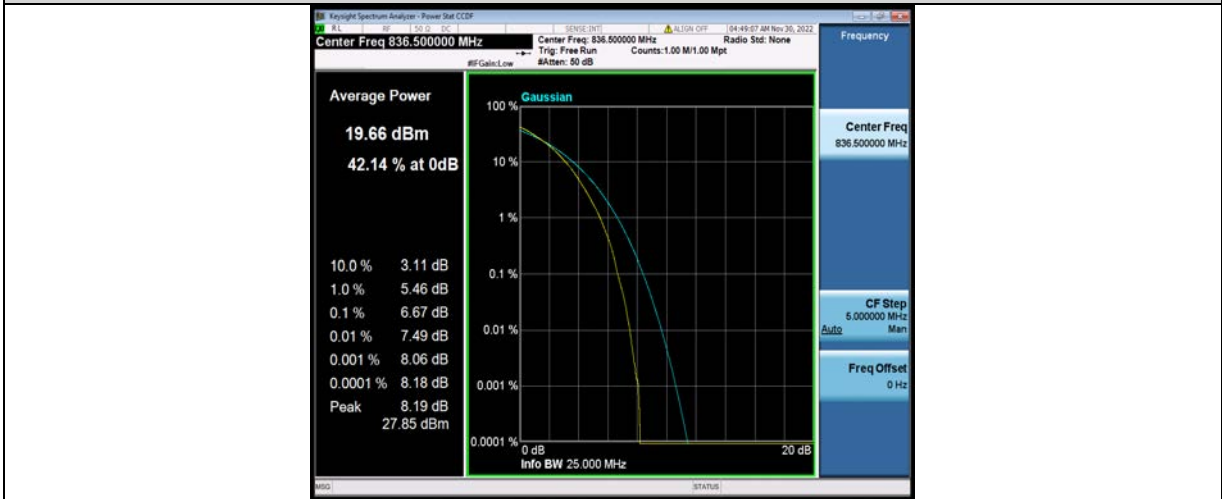 Keysight Spectrum Analyzer - Power Stat CCDF
RL RF 50 Ω DC SENSE:INT ALIGN OFF 04:49:07 AM Nov 30, 2022
Center Freq 836.500000 MHz
Center Freq: 836.500000 MHz Radio Std: None
Trig: Free Run Counts:1.00 M/1.00 Mpt
#IFGain:Low #Atten: 50 dB
Frequency
Average Power
19.66 dBm
42.14 % at 0dB
10.0 % 3.11 dB
1.0 % 5.46 dB
0.1 % 6.67 dB
0.01 % 7.49 dB
0.001 % 8.06 dB
0.0001 % 8.18 dB
Peak 8.19 dB
27.85 dBm
Gaussian
100 %
10 %
1 %
0.1 %
0.01 %
0.001 %
0.0001 %
0 dB 20 dB
Info BW 25.000 MHz
Center Freq
836.500000 MHz
CF Step
5.000000 MHz
Auto Man
Freq Offset
0 Hz
MSG STATUS